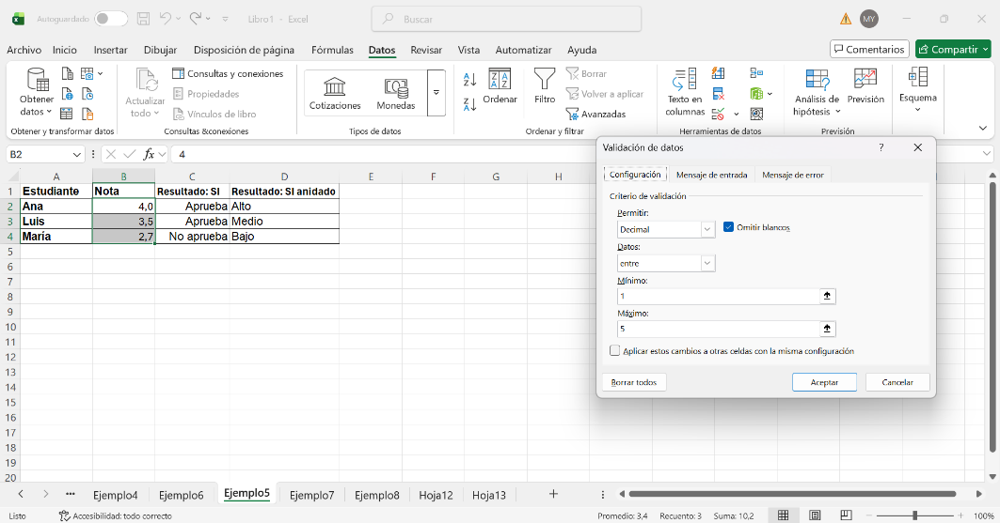 Autoguardado
Libro1 - Excel
Buscar
MY
Archivo Inicio Insertar Dibujar Disposición de página Fórmulas Datos Revisar Vista Automatizar Ayuda
Comentarios Compartir
Obtener datos
Actualizar todo
Consultas y conexiones
Propiedades
Vínculos de libro
Cotizaciones
Monedas
Ordenar
Filtro
Borrar
Volver a aplicar
Avanzadas
Texto en columnas
Análisis de hipótesis
Previsión
Esquema
Obtener y transformar datos
Consultas &conexiones
Tipos de datos
Ordenar y filtrar
Herramientas de datos
Previsión
B2 fx 4
A B C D E F G H
1 Estudiante Nota Resultado: SI Resultado: SI anidado
2 Ana 4,0 Aprueba Alto
3 Luis 3,5 Aprueba Medio
4 María 2,7 No aprueba Bajo
5
6
7
8
9
10
11
12
13
14
15
16
17
18
19
20
Validación de datos ?
Configuración Mensaje de entrada Mensaje de error
Criterio de validación
Permitir:
Decimal Omitir blancos
Datos:
entre
Mínimo:
1
Máximo:
5
Aplicar estos cambios a otras celdas con la misma configuración
Borrar todos Aceptar Cancelar
Ejemplo4 Ejemplo6 Ejemplo5 Ejemplo7 Ejemplo8 Hoja12 Hoja13
Listo Accesibilidad: todo correcto Promedio: 3,4 Recuento: 3 Suma: 10,2 100%